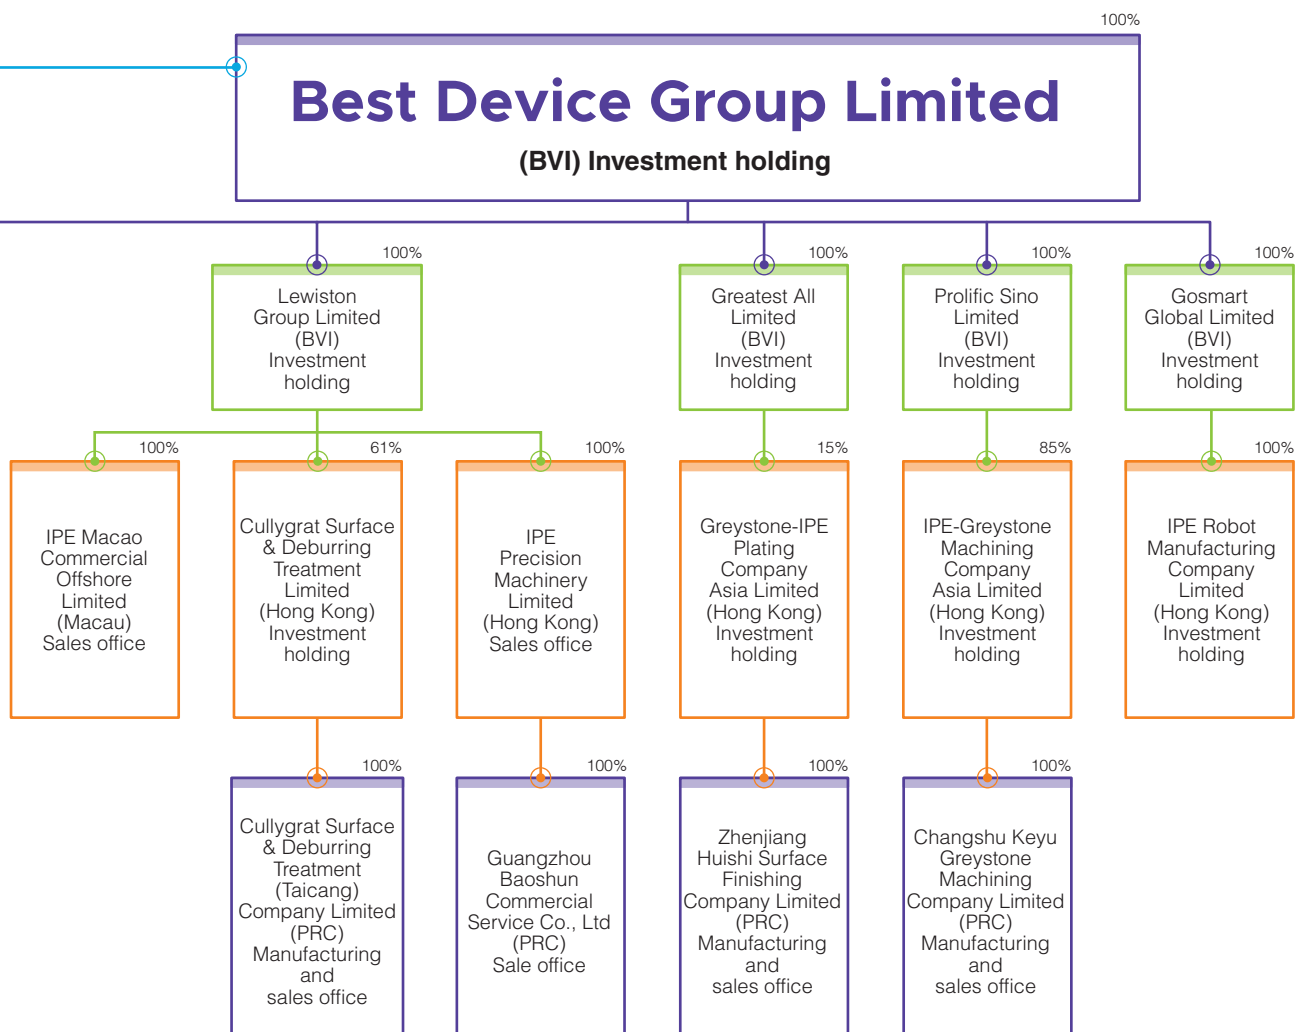 100%
Best Device Group Limited
(BVI) Investment holding
100%
Lewiston
Group Limited
(BVI)
Investment
holding
100%
Greatest All
Limited
(BVI)
Investment
holding
100%
Prolific Sino
Limited
(BVI)
Investment
holding
100%
Gosmart
Global Limited
(BVI)
Investment
holding
100%
IPE Macao
Commercial
Offshore
Limited
(Macau)
Sales office
61%
Cullygrat Surface
& Deburring
Treatment
Limited
(Hong Kong)
Investment
holding
100%
IPE
Precision
Machinery
Limited
(Hong Kong)
Sales office
15%
Greystone-IPE
Plating
Company
Asia Limited
(Hong Kong)
Investment
holding
85%
IPE-Greystone
Machining
Company
Asia Limited
(Hong Kong)
Investment
holding
100%
IPE Robot
Manufacturing
Company
Limited
(Hong Kong)
Investment
holding
100%
Cullygrat Surface
& Deburring
Treatment
(Taicang)
Company Limited
(PRC)
Manufacturing
and
sales office
100%
Guangzhou
Baoshun
Commercial
Service Co., Ltd
(PRC)
Sale office
100%
Zhenjiang
Huishi Surface
Finishing
Company Limited
(PRC)
Manufacturing
and
sales office
100%
Changshu Keyu
Greystone
Machining
Company Limited
(PRC)
Manufacturing
and
sales office